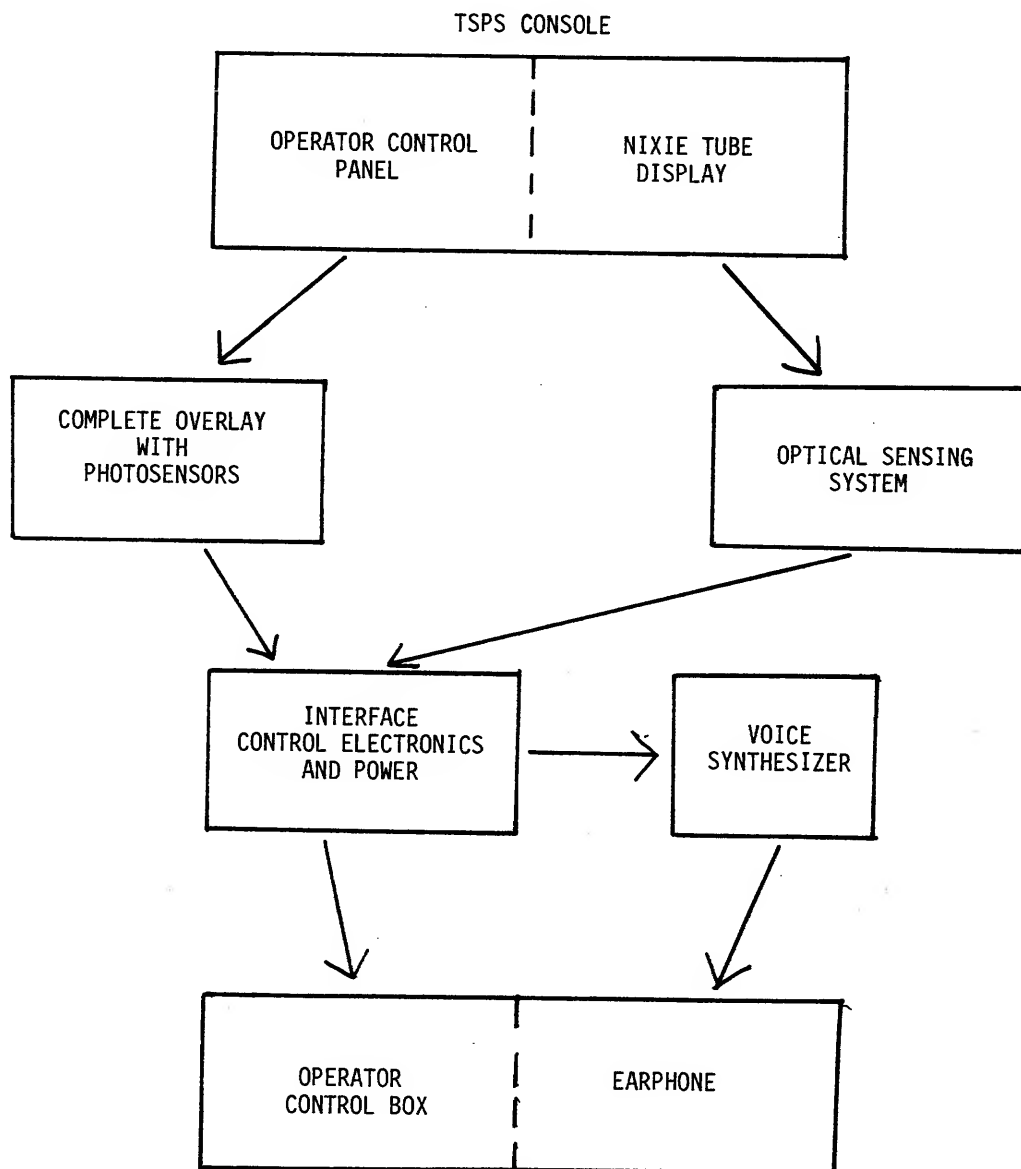 TSPS CONSOLE
OPERATOR CONTROL
PANEL
NIXIE TUBE
DISPLAY
COMPLETE OVERLAY
WITH
PHOTOSENSORS
OPTICAL SENSING
SYSTEM
INTERFACE
CONTROL ELECTRONICS
AND POWER
VOICE
SYNTHESIZER
OPERATOR
CONTROL BOX
EARPHONE